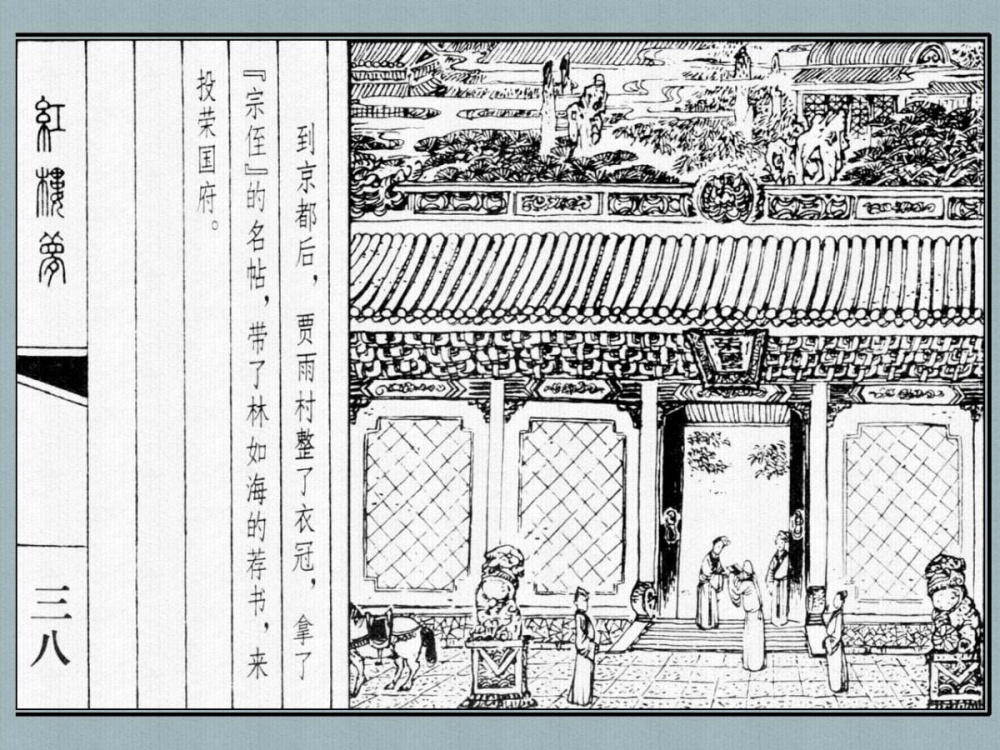 到京都后，贾雨村整了衣冠，拿了
『宗侄』的名帖，带了林如海的荐书，来
投荣国府。
紅樓夢
三八